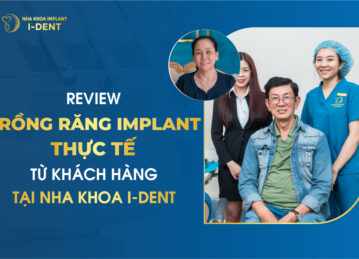 NHA KHOA IMPLANT
I-DENT
REVIEW
RỒNG RĂNG IMPLANT
THỰC TẾ
TỪ KHÁCH HÀNG
TẠI NHA KHOA I-DENT